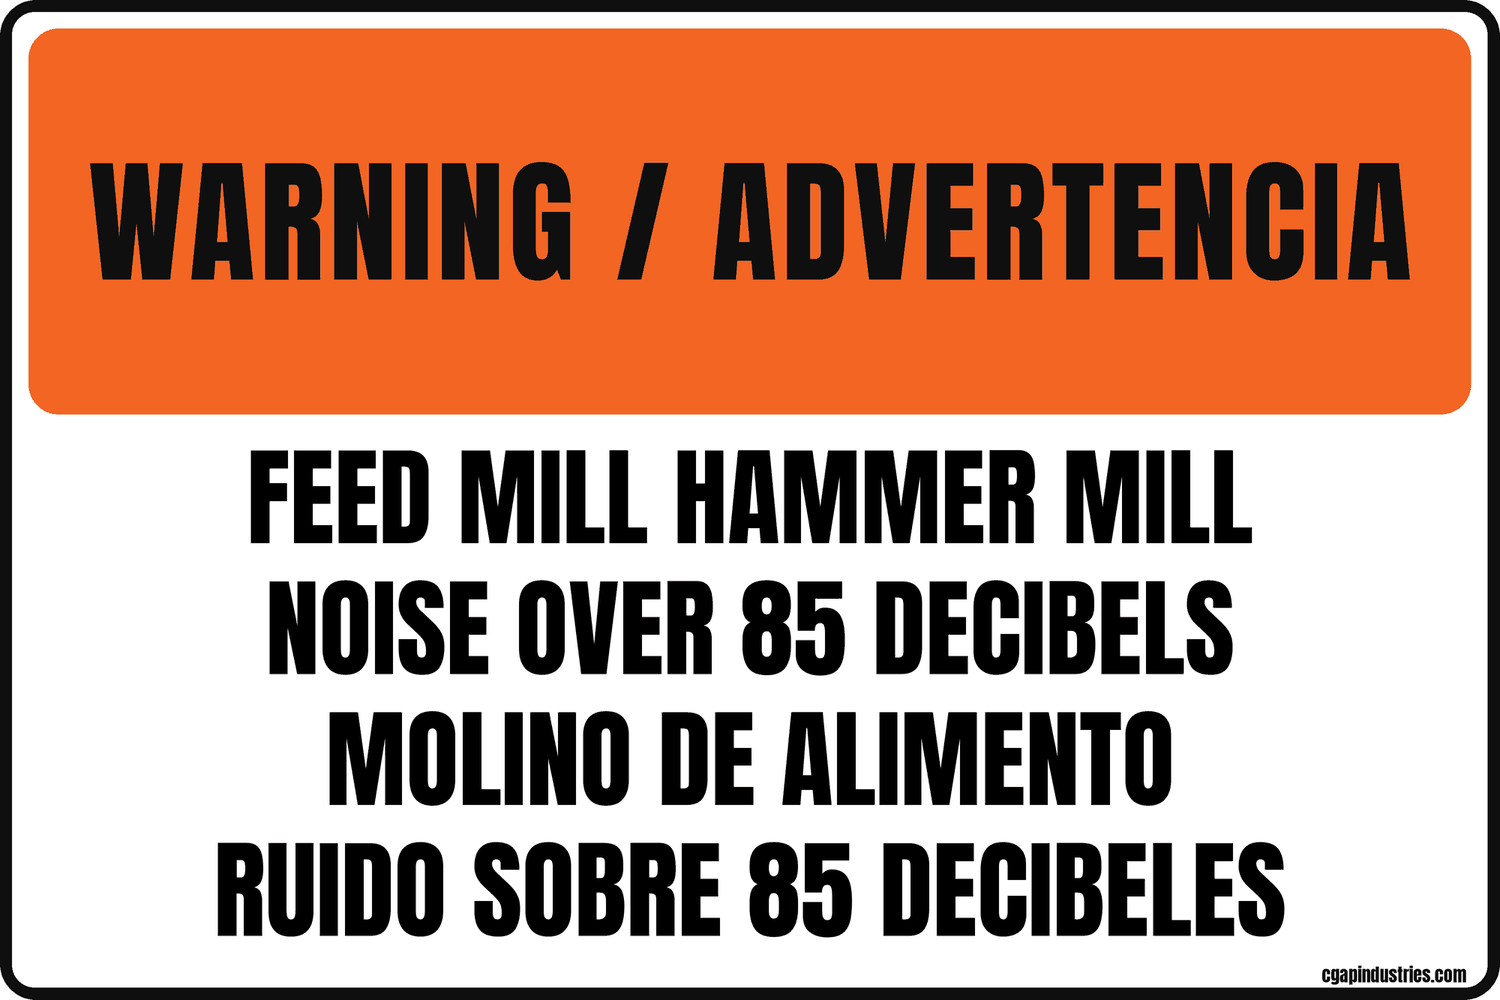 WARNING / ADVERTENCIA
FEED MILL HAMMER MILL
NOISE OVER 85 DECIBELS
MOLINO DE ALIMENTO
RUIDO SOBRE 85 DECIBELES
cgapindustries.com